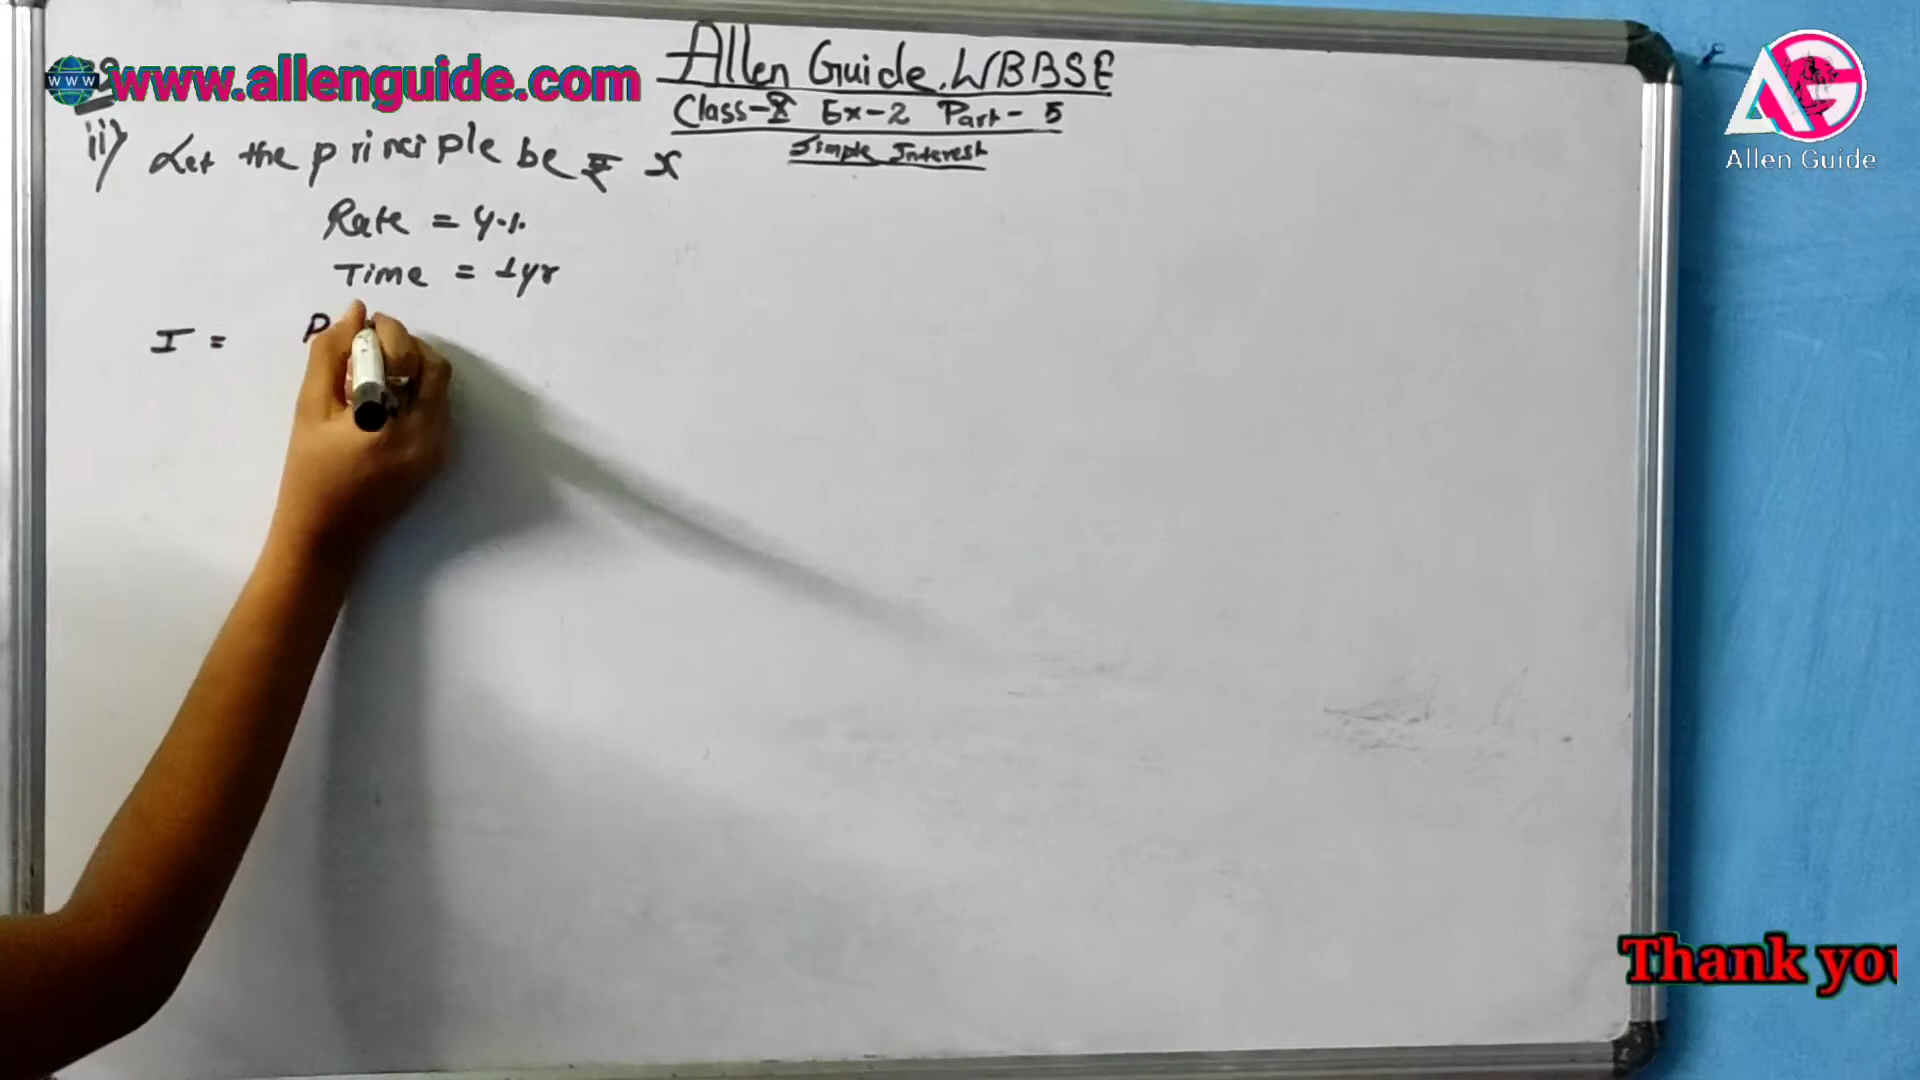 www.allenguide.com
Allen Guide. WBBSE
Class-X Ex-2 Part-5
Simple Interest
ii) Let the principle be ₹ x
Rate = 4%
Time = 1yr
I = P
Allen Guide
Thank you